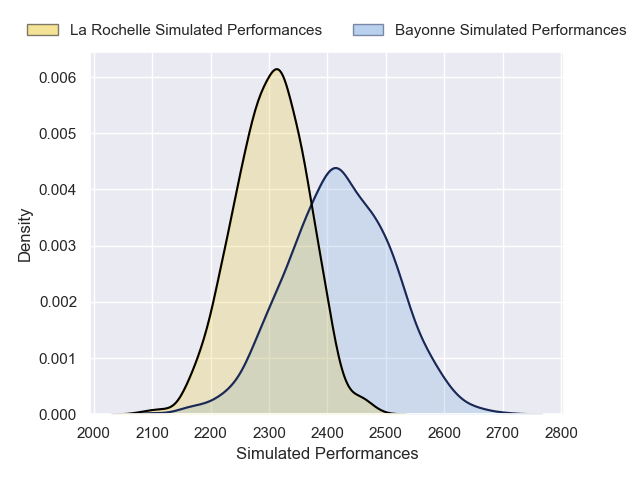 La Rochelle Simulated Performances Bayonne Simulated Performances
0.006
0.005
0.004
0.003
0.002
0.001
0.000
Density
2000 2100 2200 2300 2400 2500 2600 2700 2800
Simulated Performances